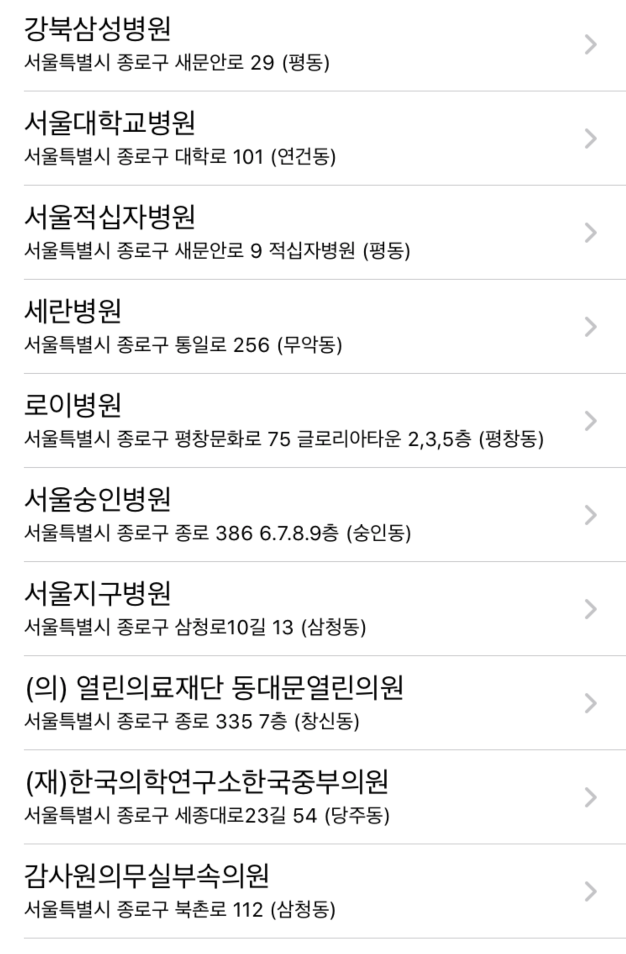 강북삼성병원
서울특별시 종로구 새문안로 29 (평동)
서울대학교병원
서울특별시 종로구 대학로 101 (연건동)
서울적십자병원
서울특별시 종로구 새문안로 9 적십자병원 (평동)
세란병원
서울특별시 종로구 통일로 256 (무악동)
로이병원
서울특별시 종로구 평창문화로 75 글로리아타운 2,3,5층 (평창동)
서울숭인병원
서울특별시 종로구 종로 386 6.7.8.9층 (숭인동)
서울지구병원
서울특별시 종로구 삼청로10길 13 (삼청동)
(의) 열린의료재단 동대문열린의원
서울특별시 종로구 종로 335 7층 (창신동)
(재)한국의학연구소한국중부의원
서울특별시 종로구 세종대로23길 54 (당주동)
감사원의무실부속의원
서울특별시 종로구 북촌로 112 (삼청동)